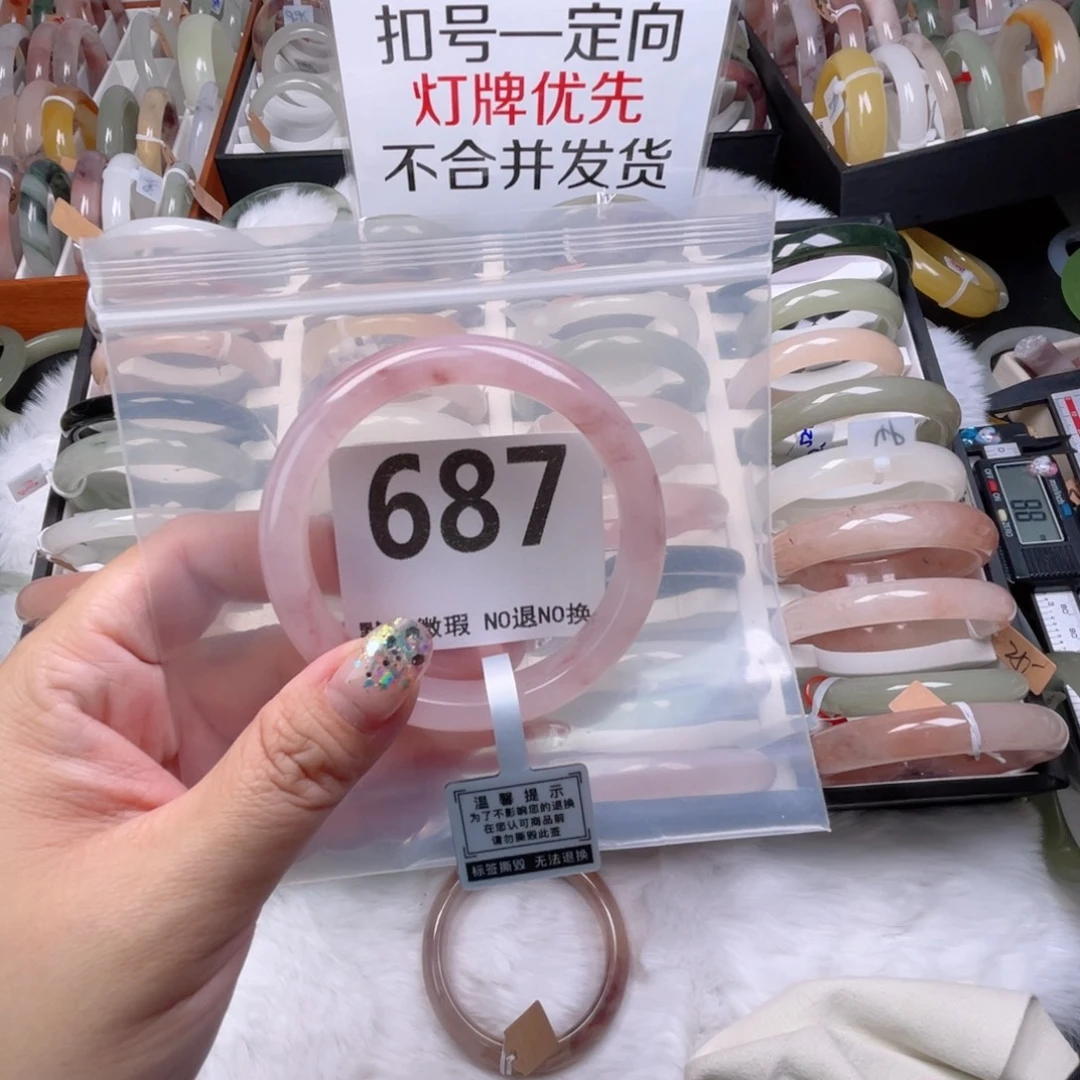 扣号一定向
灯牌优先
不合并发货
687
微瑕 NO退NO换
温馨提示
为了不影响您的退换
在您认可商品前
请勿撕毁此签
标签撕毁 无法退换